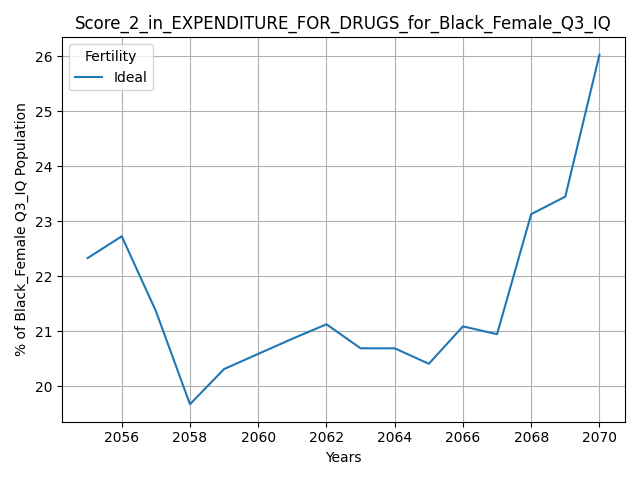 Score_2_in_EXPENDITURE_FOR_DRUGS_for_Black_Female_Q3_IQ
Fertility
Ideal
% of Black_Female Q3_IQ Population
26
25
24
23
22
21
20
2056 2058 2060 2062 2064 2066 2068 2070
Years